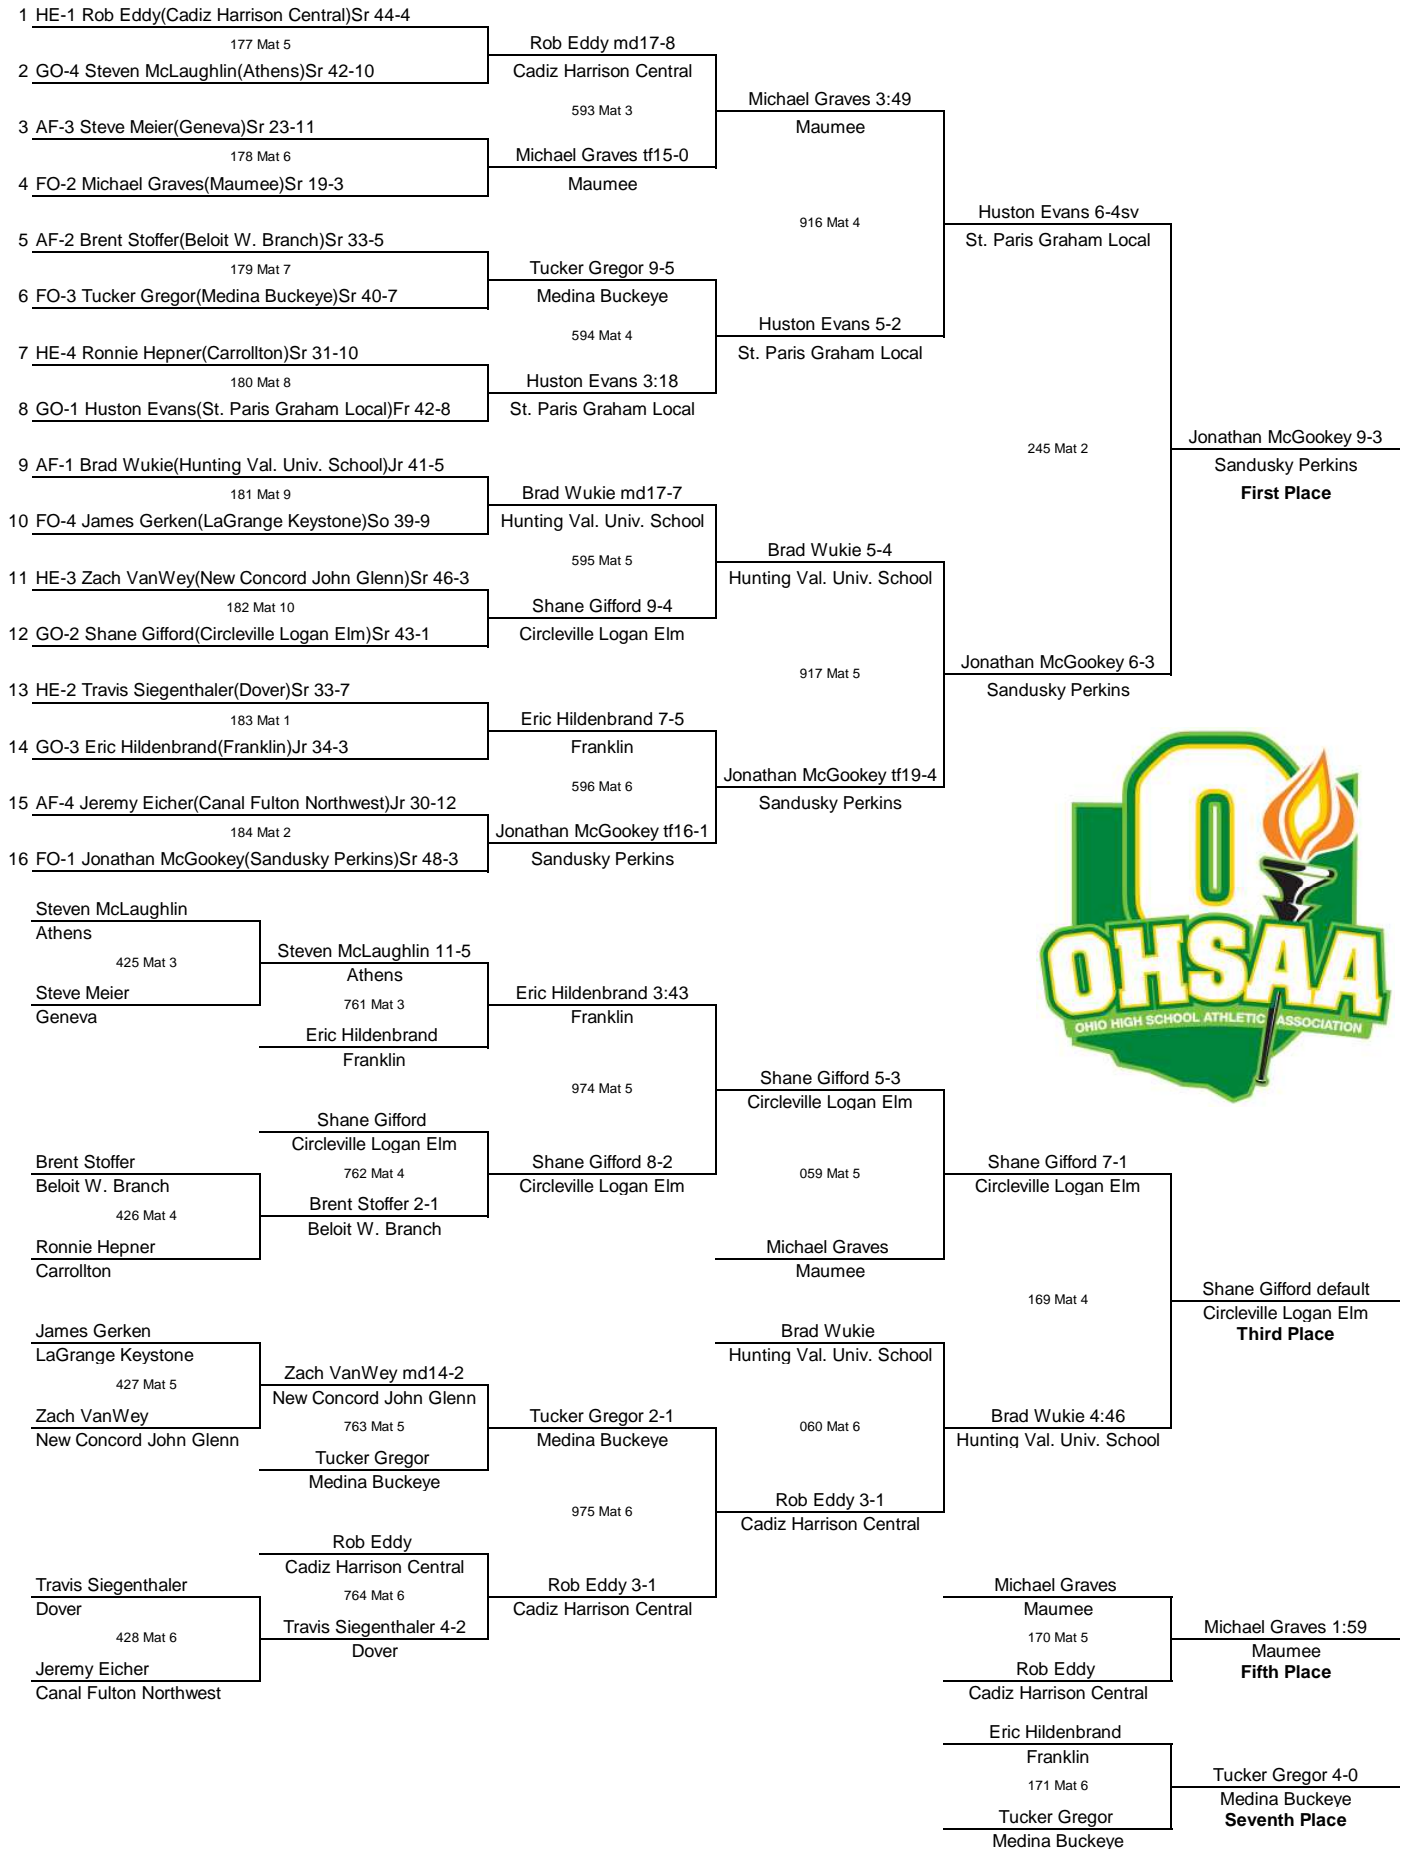 1 HE-1 Rob Eddy(Cadiz Harrison Central)Sr 44-4
177 Mat 5
2 GO-4 Steven McLaughlin(Athens)Sr 42-10
Rob Eddy md17-8
Cadiz Harrison Central
593 Mat 3
3 AF-3 Steve Meier(Geneva)Sr 23-11
178 Mat 6
4 FO-2 Michael Graves(Maumee)Sr 19-3
Michael Graves tf15-0
Maumee
Michael Graves 3:49
Maumee
916 Mat 4
5 AF-2 Brent Stoffer(Beloit W. Branch)Sr 33-5
179 Mat 7
6 FO-3 Tucker Gregor(Medina Buckeye)Sr 40-7
Tucker Gregor 9-5
Medina Buckeye
594 Mat 4
7 HE-4 Ronnie Hepner(Carrollton)Sr 31-10
180 Mat 8
8 GO-1 Huston Evans(St. Paris Graham Local)Fr 42-8
Huston Evans 3:18
St. Paris Graham Local
Huston Evans 5-2
St. Paris Graham Local
Huston Evans 6-4sv
St. Paris Graham Local
245 Mat 2
Jonathan McGookey 9-3
Sandusky Perkins
First Place
9 AF-1 Brad Wukie(Hunting Val. Univ. School)Jr 41-5
181 Mat 9
10 FO-4 James Gerken(LaGrange Keystone)So 39-9
Brad Wukie md17-7
Hunting Val. Univ. School
595 Mat 5
11 HE-3 Zach VanWey(New Concord John Glenn)Sr 46-3
182 Mat 10
12 GO-2 Shane Gifford(Circleville Logan Elm)Sr 43-1
Shane Gifford 9-4
Circleville Logan Elm
Brad Wukie 5-4
Hunting Val. Univ. School
917 Mat 5
13 HE-2 Travis Siegenthaler(Dover)Sr 33-7
183 Mat 1
14 GO-3 Eric Hildenbrand(Franklin)Jr 34-3
Eric Hildenbrand 7-5
Franklin
596 Mat 6
15 AF-4 Jeremy Eicher(Canal Fulton Northwest)Jr 30-12
184 Mat 2
16 FO-1 Jonathan McGookey(Sandusky Perkins)Sr 48-3
Jonathan McGookey tf16-1
Sandusky Perkins
Jonathan McGookey tf19-4
Sandusky Perkins
Jonathan McGookey 6-3
Sandusky Perkins
O
OHSAA
OHIO HIGH SCHOOL ATHLETIC ASSOCIATION
Steven McLaughlin
Athens
425 Mat 3
Steve Meier
Geneva
Steven McLaughlin 11-5
Athens
761 Mat 3
Eric Hildenbrand
Franklin
Eric Hildenbrand 3:43
Franklin
974 Mat 5
Shane Gifford
Circleville Logan Elm
762 Mat 4
Brent Stoffer
Beloit W. Branch
426 Mat 4
Ronnie Hepner
Carrollton
Brent Stoffer 2-1
Beloit W. Branch
Shane Gifford 8-2
Circleville Logan Elm
Shane Gifford 5-3
Circleville Logan Elm
059 Mat 5
Michael Graves
Maumee
Shane Gifford 7-1
Circleville Logan Elm
169 Mat 4
Shane Gifford default
Circleville Logan Elm
Third Place
James Gerken
LaGrange Keystone
427 Mat 5
Zach VanWey
New Concord John Glenn
Zach VanWey md14-2
New Concord John Glenn
763 Mat 5
Tucker Gregor
Medina Buckeye
Tucker Gregor 2-1
Medina Buckeye
975 Mat 6
Brad Wukie
Hunting Val. Univ. School
060 Mat 6
Rob Eddy 3-1
Cadiz Harrison Central
Brad Wukie 4:46
Hunting Val. Univ. School
Rob Eddy
Cadiz Harrison Central
764 Mat 6
Travis Siegenthaler
Dover
428 Mat 6
Jeremy Eicher
Canal Fulton Northwest
Travis Siegenthaler 4-2
Dover
Rob Eddy 3-1
Cadiz Harrison Central
Michael Graves
Maumee
170 Mat 5
Rob Eddy
Cadiz Harrison Central
Michael Graves 1:59
Maumee
Fifth Place
Eric Hildenbrand
Franklin
171 Mat 6
Tucker Gregor
Medina Buckeye
Tucker Gregor 4-0
Medina Buckeye
Seventh Place